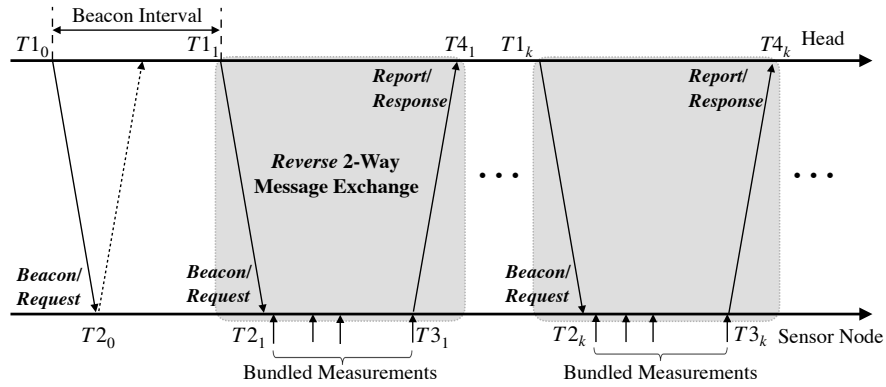 Beacon Interval
T1₀ T1₁ T4₁ T1ₖ T4ₖ Head
Report/
Response
Report/
Response
Reverse 2-Way
Message Exchange
• • •
• • •
Beacon/
Request
Beacon/
Request
Beacon/
Request
T2₀ T2₁ T3₁ T2ₖ T3ₖ Sensor Node
Bundled Measurements
Bundled Measurements